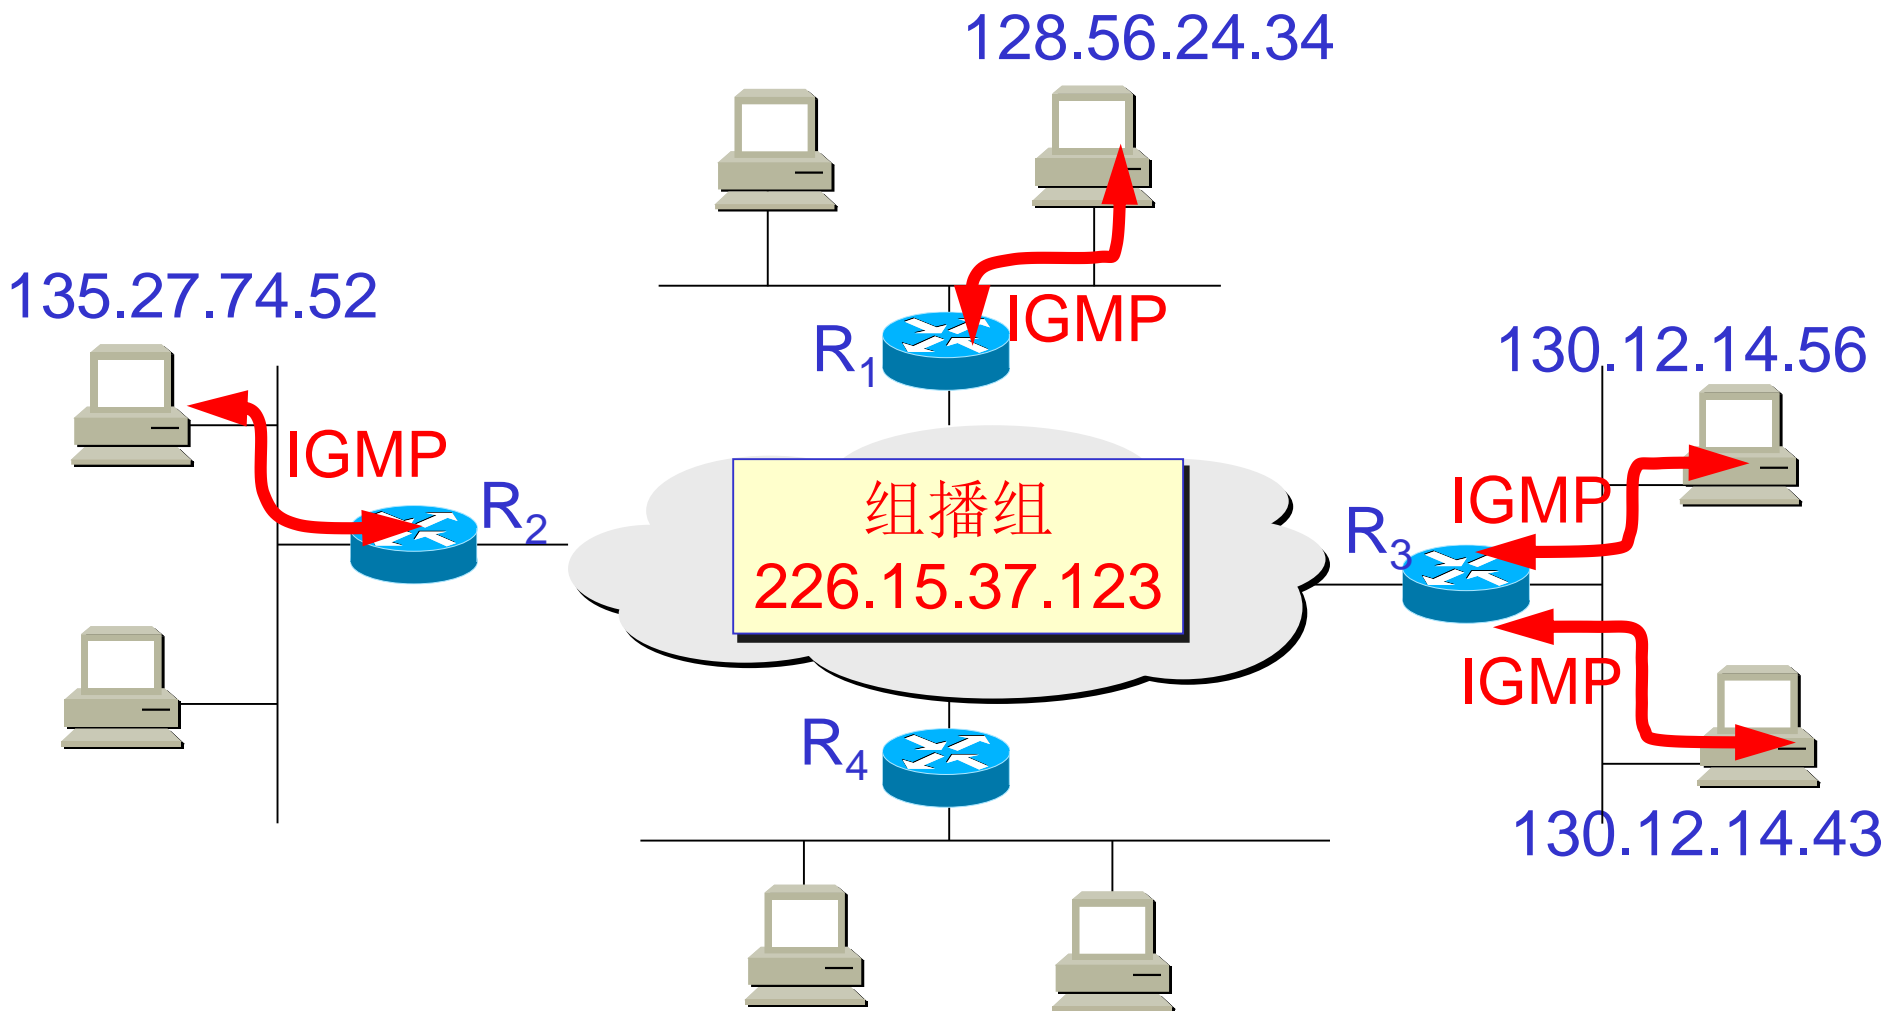 128.56.24.34
135.27.74.52
IGMP
R1
130.12.14.56
IGMP
R2
组播组
226.15.37.123
IGMP
R3
IGMP
R4
130.12.14.43